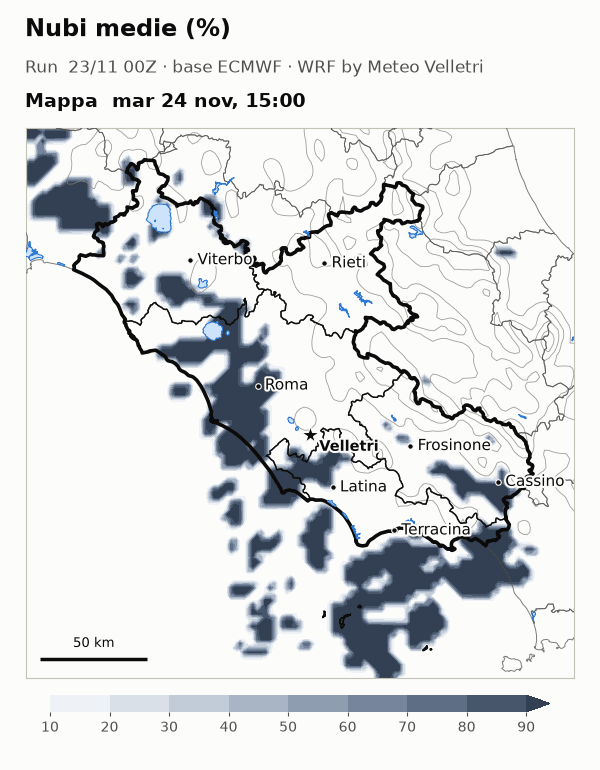 Nubi medie (%)
Run  23/11 00Z · base ECMWF · WRF by Meteo Velletri
Mappa  mar 24 nov, 15:00
Viterbo
Rieti
Roma
Velletri
Frosinone
Latina
Cassino
Terracina
50 km
10 20 30 40 50 60 70 80 90